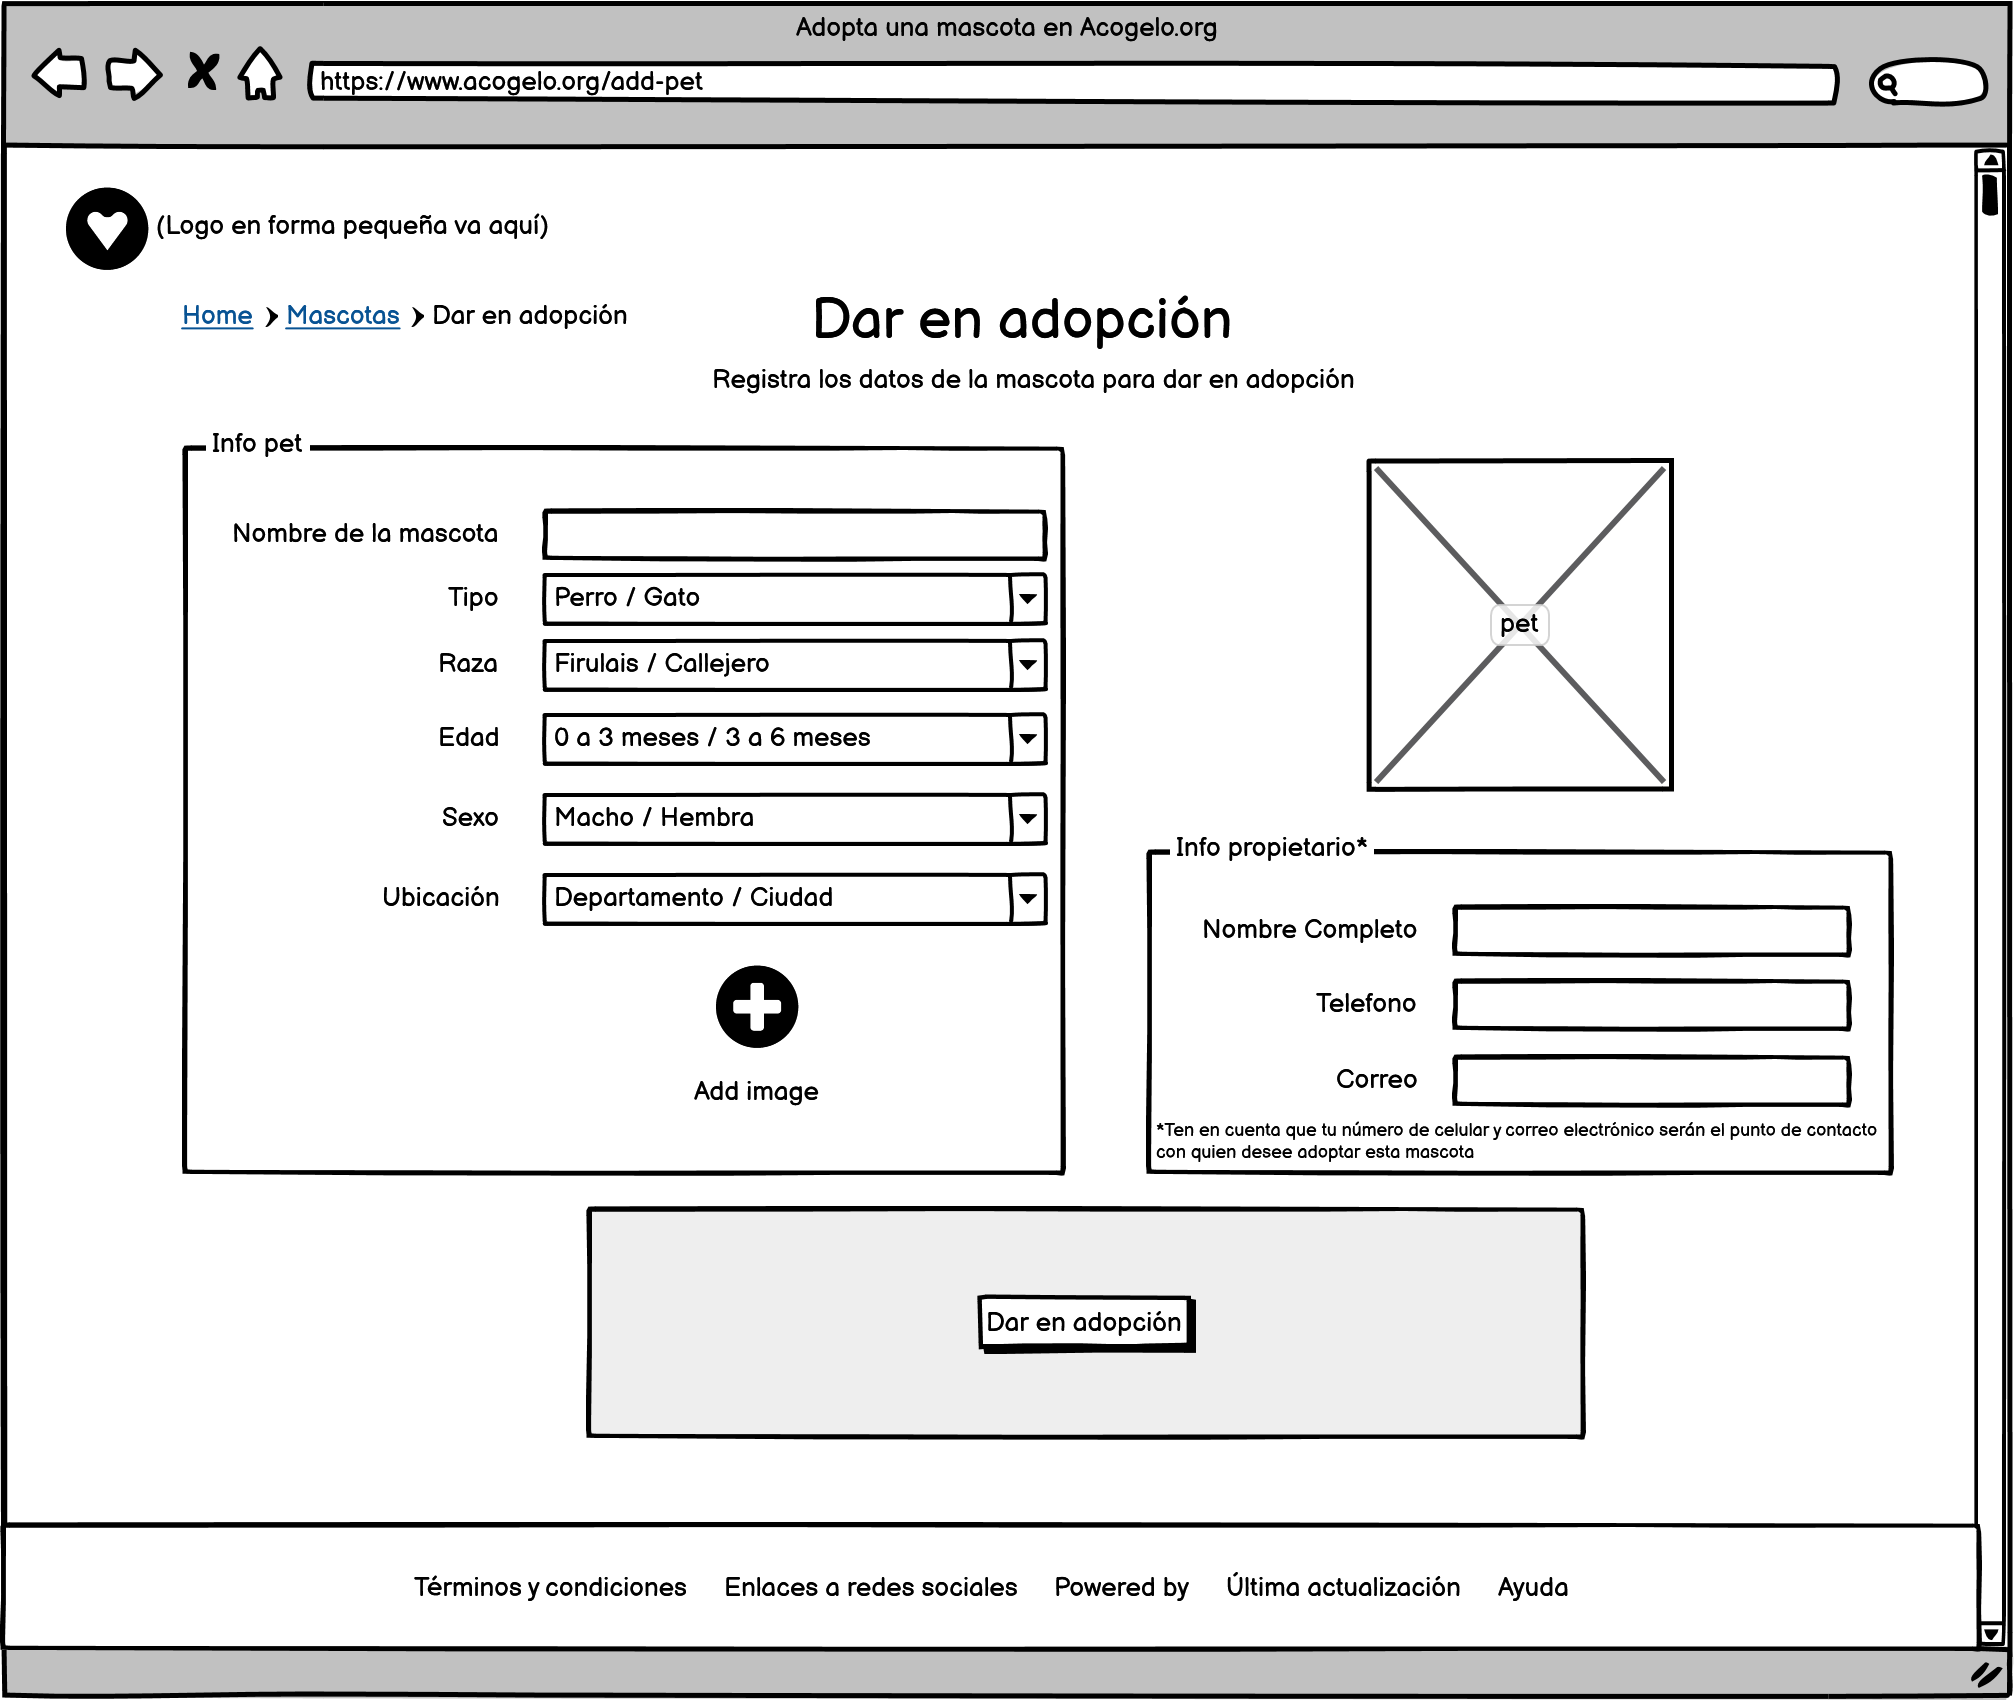 Adopta una mascota en Acogelo.org
https://www.acogelo.org/add-pet
(Logo en forma pequeña va aquí)
Home Mascotas Dar en adopción
Dar en adopción
Registra los datos de la mascota para dar en adopción
Info pet
Nombre de la mascota
Tipo Perro / Gato
Raza Firulais / Callejero
Edad 0 a 3 meses / 3 a 6 meses
Sexo Macho / Hembra
Ubicación Departamento / Ciudad
Add image
pet
Info propietario*
Nombre Completo
Telefono
Correo
*Ten en cuenta que tu número de celular y correo electrónico serán el punto de contacto
con quien desee adoptar esta mascota
Dar en adopción
Términos y condiciones Enlaces a redes sociales Powered by Última actualización Ayuda